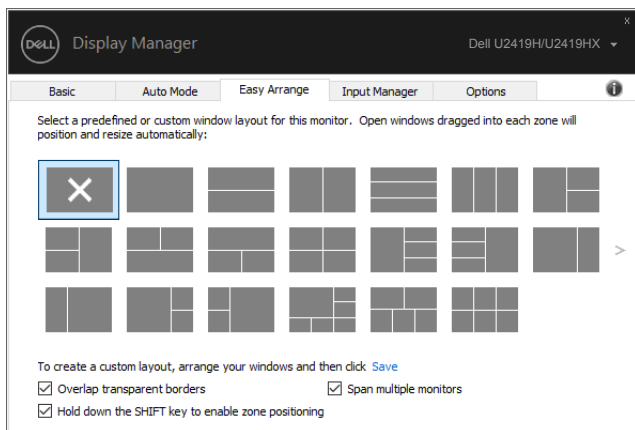 x
DELL Display Manager Dell U2419H/U2419HX
Basic Auto Mode Easy Arrange Input Manager Options i
Select a predefined or custom window layout for this monitor. Open windows dragged into each zone will
position and resize automatically:
>
To create a custom layout, arrange your windows and then click Save
Overlap transparent borders Span multiple monitors
Hold down the SHIFT key to enable zone positioning